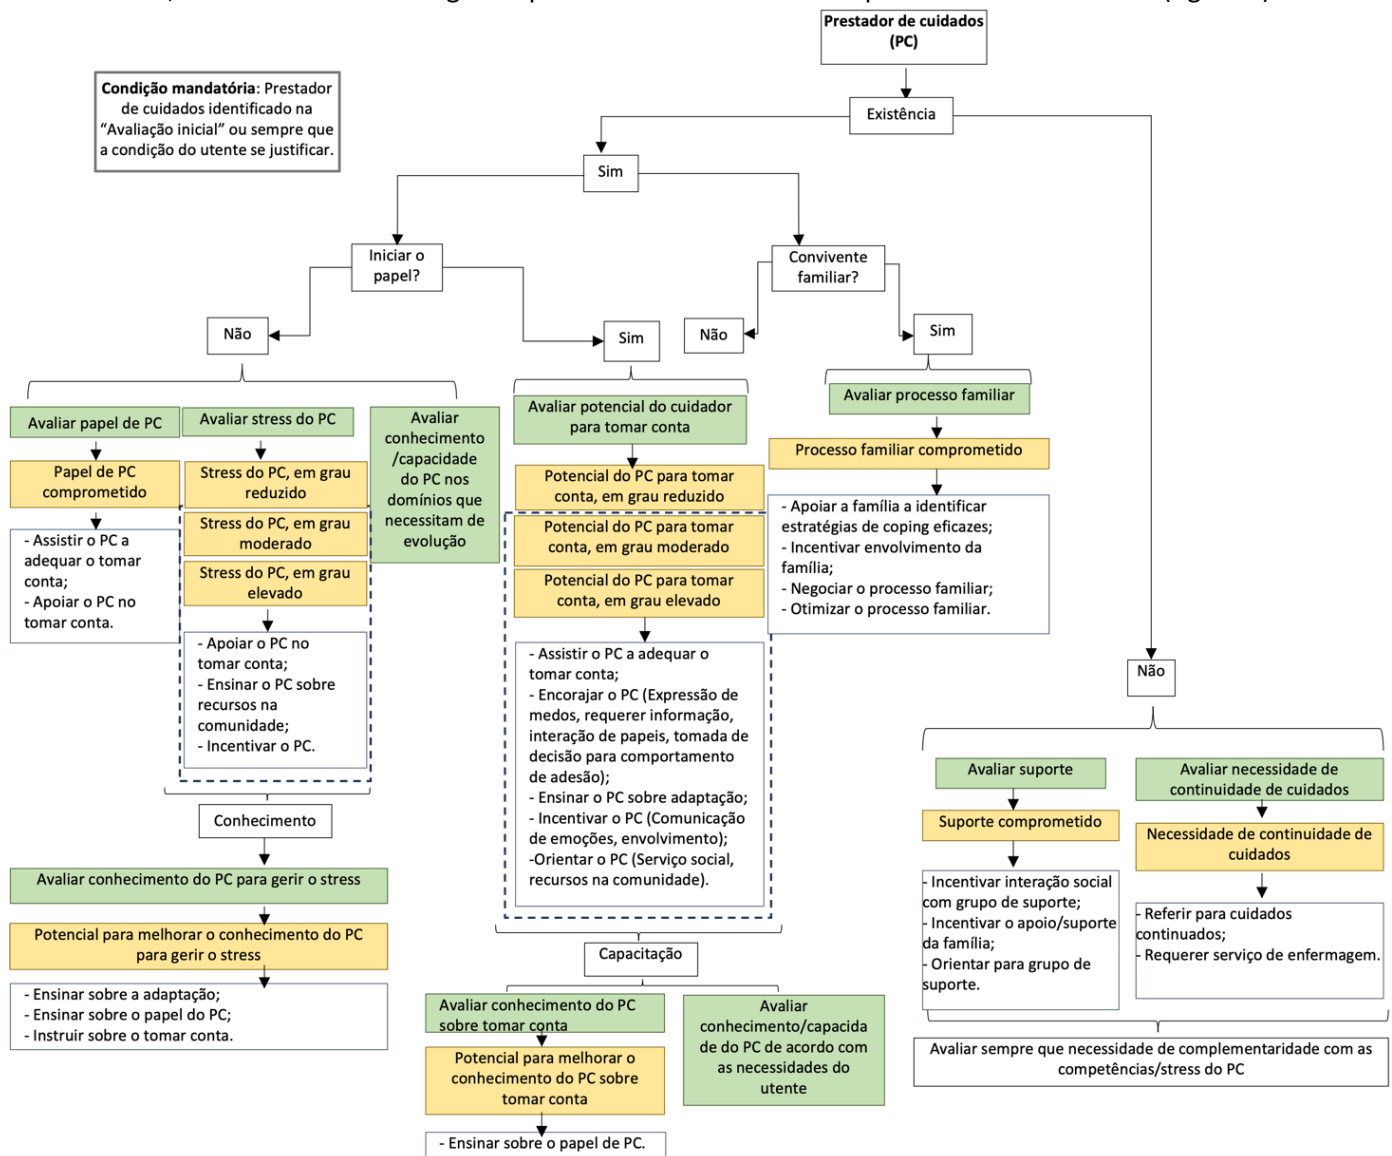 Prestador de cuidados
(PC)
Condição mandatória: Prestador
de cuidados identificado na
“Avaliação inicial” ou sempre que
a condição do utente se justificar.
Existência
Sim
Iniciar o
papel?
Convivente
familiar?
Não
Sim
Não
Sim
Avaliar papel de PC
Papel de PC
comprometido
- Assistir o PC a
adequar o tomar
conta;
- Apoiar o PC no
tomar conta.
Avaliar stress do PC
Stress do PC, em grau
reduzido
Stress do PC, em grau
moderado
Stress do PC, em grau
elevado
- Apoiar o PC no
tomar conta;
- Ensinar o PC sobre
recursos na
comunidade;
- Incentivar o PC.
Avaliar
conhecimento
/capacidade
do PC nos
domínios que
necessitam de
evolução
Conhecimento
Avaliar conhecimento do PC para gerir o stress
Potencial para melhorar o conhecimento do PC
para gerir o stress
- Ensinar sobre a adaptação;
- Ensinar sobre o papel do PC;
- Instruir sobre o tomar conta.
Avaliar potencial do cuidador
para tomar conta
Potencial do PC para tomar
conta, em grau reduzido
Potencial do PC para tomar
conta, em grau moderado
Potencial do PC para tomar
conta, em grau elevado
- Assistir o PC a adequar o
tomar conta;
- Encorajar o PC (Expressão de
medos, requerer informação,
interação de papeis, tomada de
decisão para comportamento
de adesão);
- Ensinar o PC sobre adaptação;
- Incentivar o PC (Comunicação
de emoções, envolvimento);
-Orientar o PC (Serviço social,
recursos na comunidade).
Capacitação
Avaliar conhecimento do PC
sobre tomar conta
Potencial para melhorar o
conhecimento do PC sobre
tomar conta
- Ensinar sobre o papel de PC.
Avaliar
conhecimento/capacida
de do PC de acordo com
as necessidades do
utente
Avaliar processo familiar
Processo familiar comprometido
- Apoiar a família a identificar
estratégias de coping eficazes;
- Incentivar envolvimento da
família;
- Negociar o processo familiar;
- Otimizar o processo familiar.
Não
Avaliar suporte
Suporte comprometido
- Incentivar interação social
com grupo de suporte;
- Incentivar o apoio/suporte
da família;
- Orientar para grupo de
suporte.
Avaliar necessidade de
continuidade de cuidados
Necessidade de continuidade de
cuidados
- Referir para cuidados
continuados;
- Requerer serviço de enfermagem.
Avaliar sempre que necessidade de complementaridade com as
competências/stress do PC